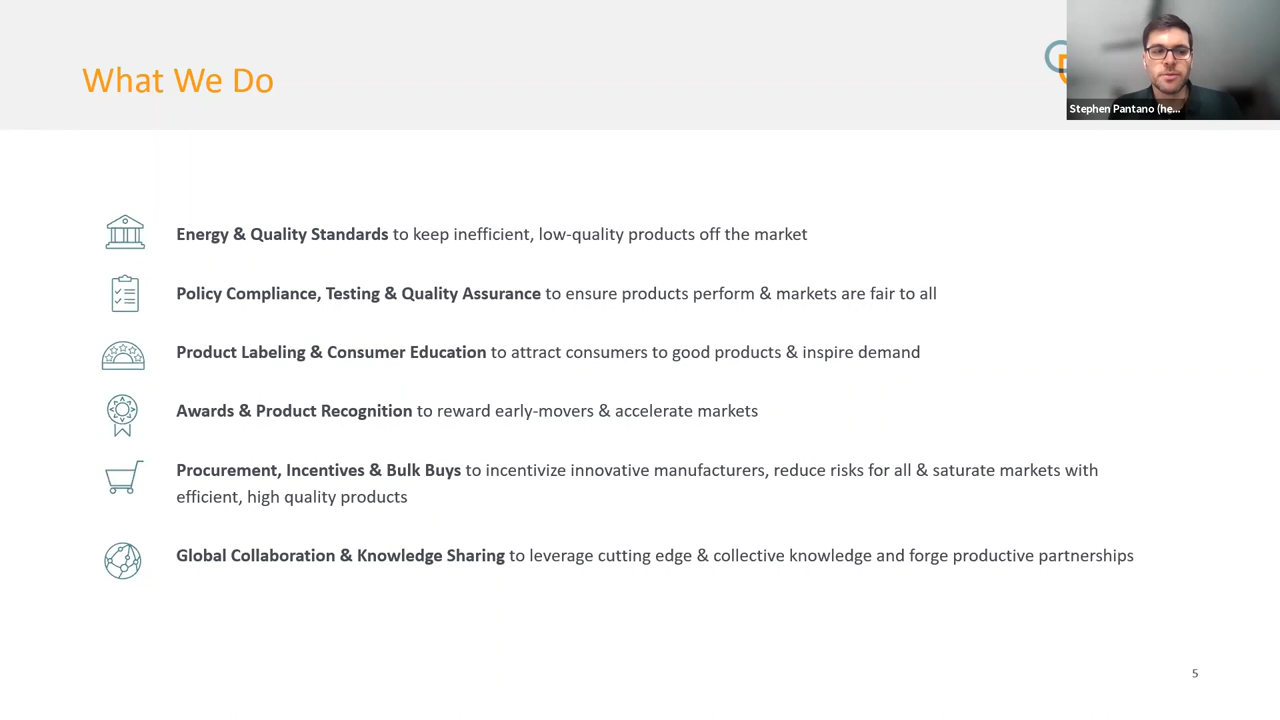 What We Do
Stephen Pantano (he...
Energy & Quality Standards to keep inefficient, low-quality products off the market
Policy Compliance, Testing & Quality Assurance to ensure products perform & markets are fair to all
Product Labeling & Consumer Education to attract consumers to good products & inspire demand
Awards & Product Recognition to reward early-movers & accelerate markets
Procurement, Incentives & Bulk Buys to incentivize innovative manufacturers, reduce risks for all & saturate markets with
efficient, high quality products
Global Collaboration & Knowledge Sharing to leverage cutting edge & collective knowledge and forge productive partnerships
5